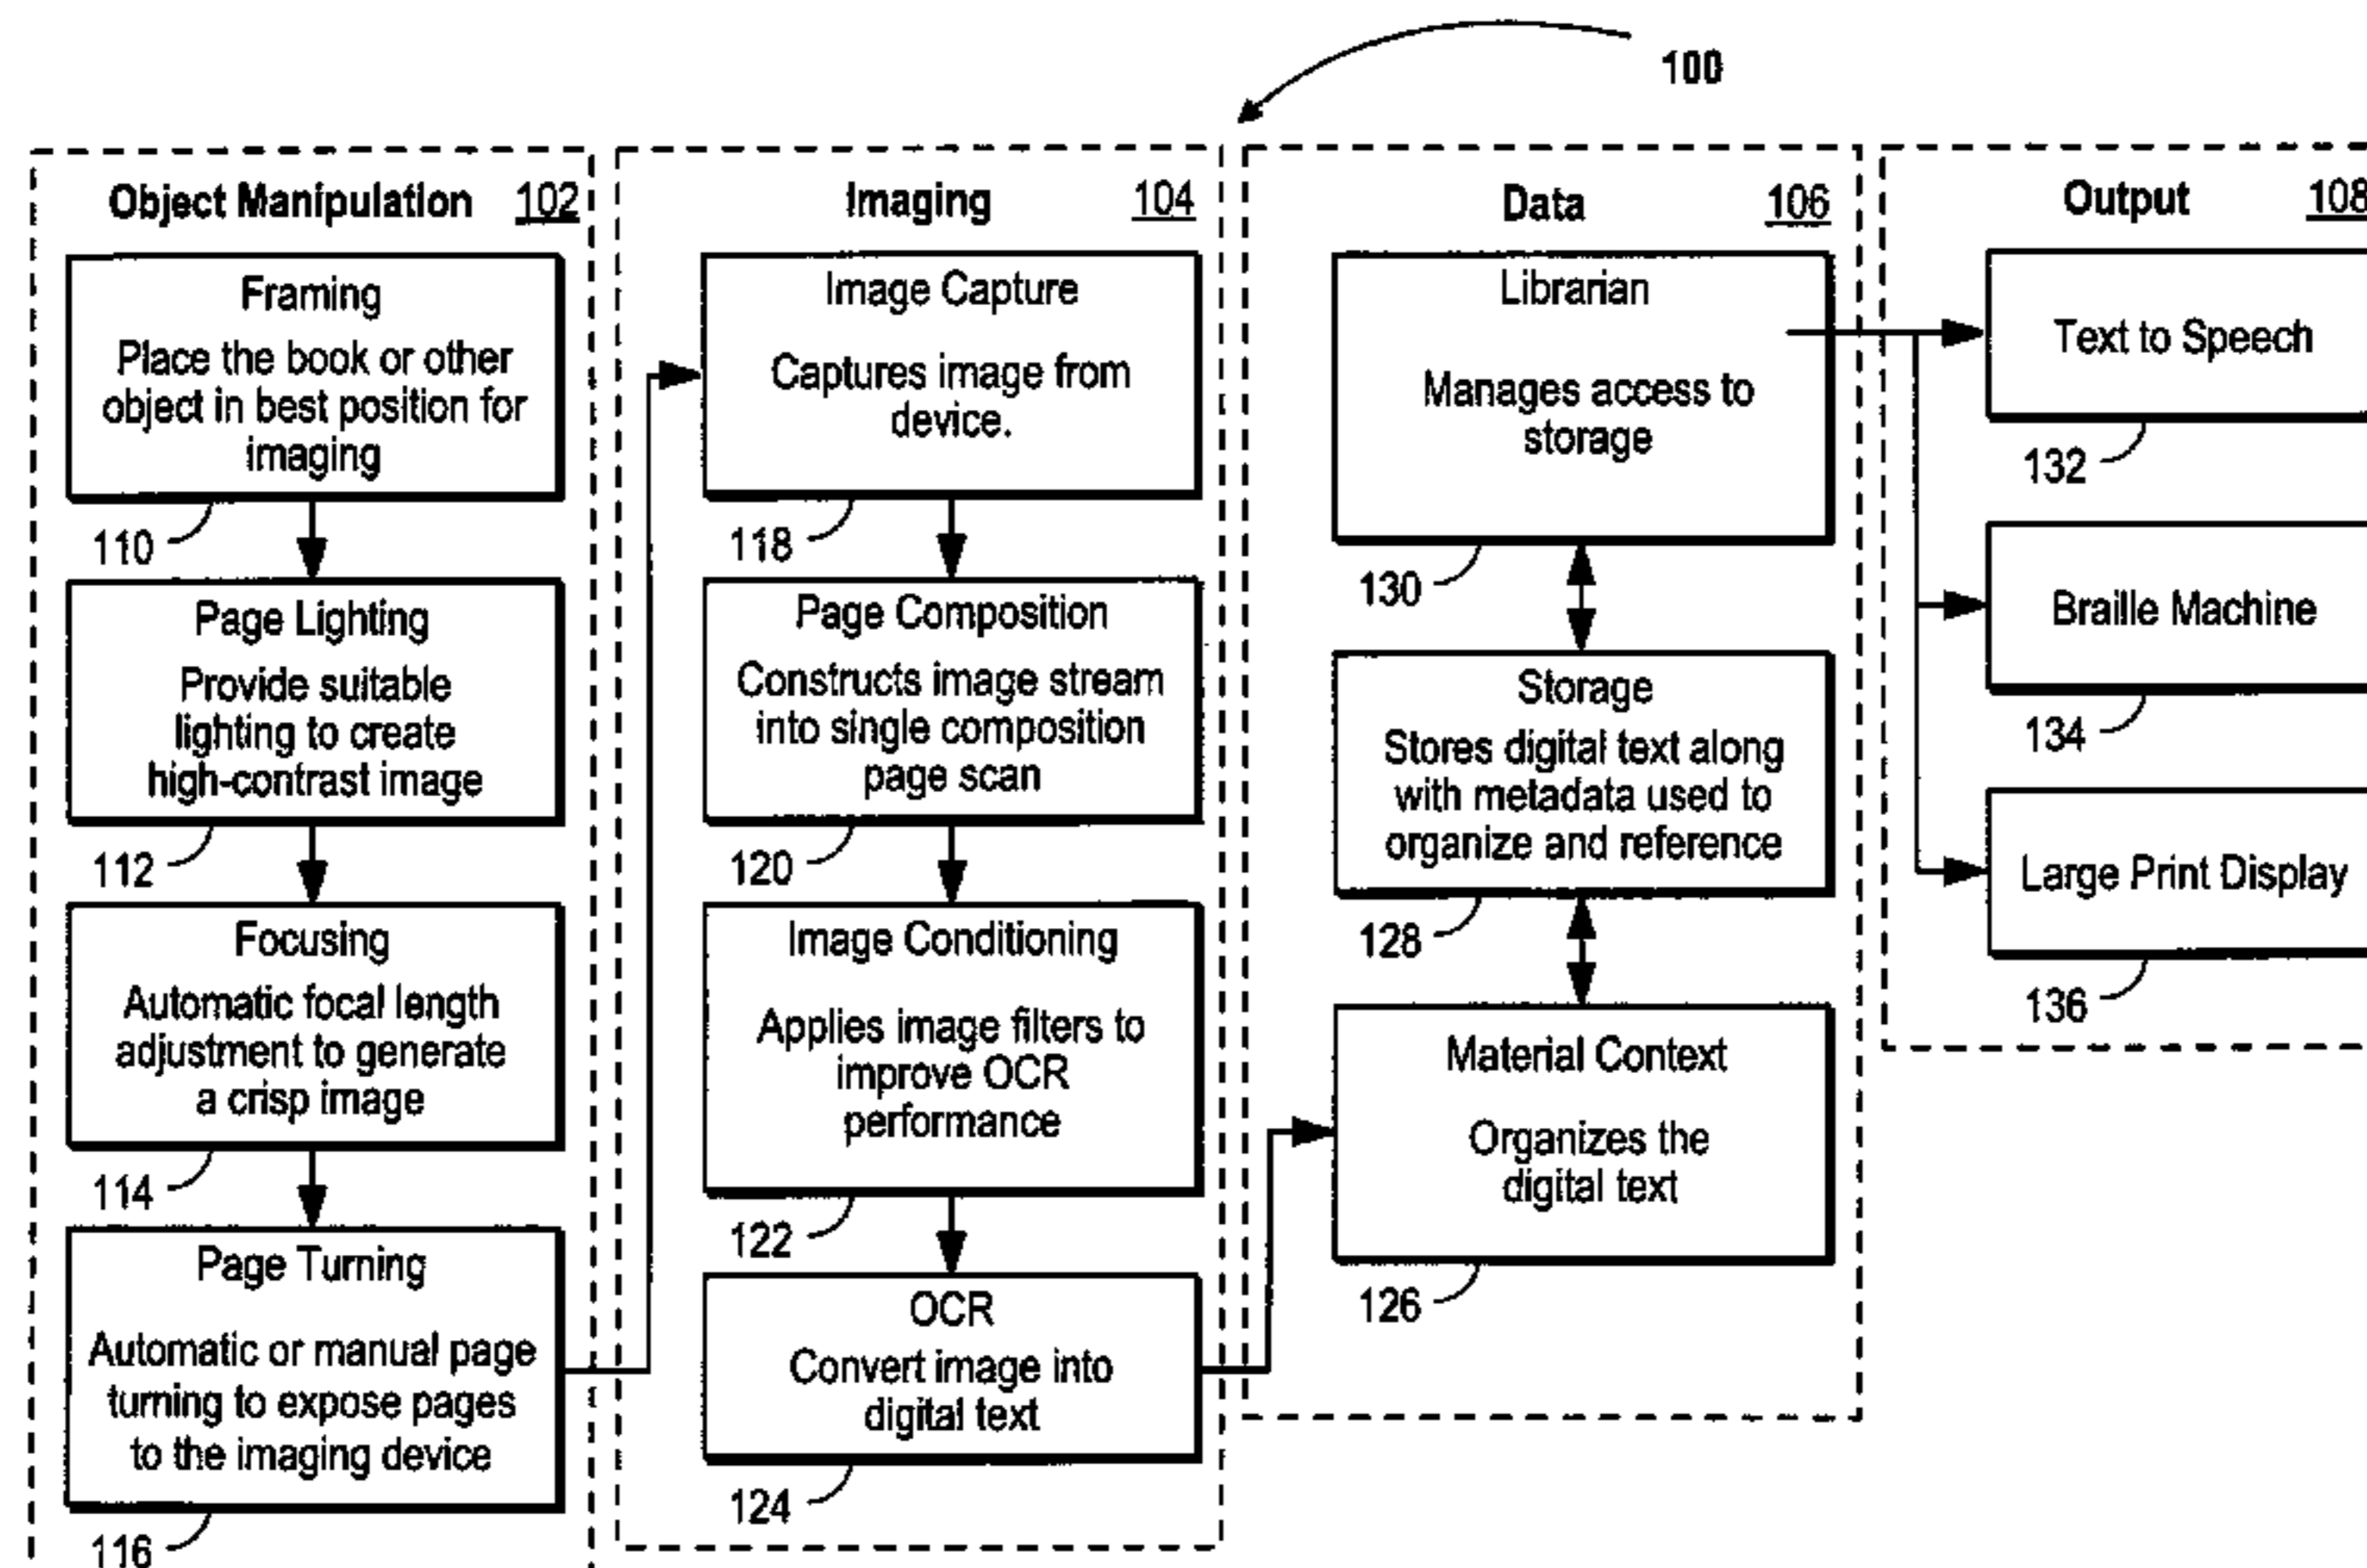 100
Object Manipulation 102
Framing
Place the book or other
object in best position for
imaging
110
Page Lighting
Provide suitable
lighting to create
high-contrast image
112
Focusing
Automatic focal length
adjustment to generate
a crisp image
114
Page Turning
Automatic or manual page
turning to expose pages
to the imaging device
116
Imaging 104
Image Capture
Captures image from
device.
118
Page Composition
Constructs image stream
into single composition
page scan
120
Image Conditioning
Applies image filters to
improve OCR
performance
122
OCR
Convert image into
digital text
124
Data 106
Librarian
Manages access to
storage
130
Storage
Stores digital text along
with metadata used to
organize and reference
128
Material Context
Organizes the
digital text
126
Output 108
Text to Speech
132
Braille Machine
134
Large Print Display
136